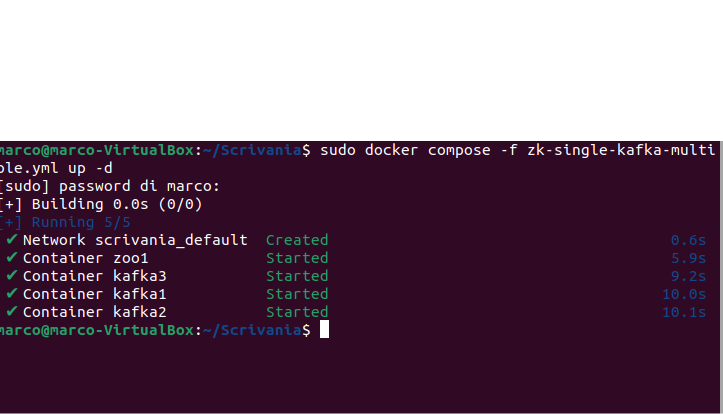 marco@marco-VirtualBox:~/Scrivania$ sudo docker compose -f zk-single-kafka-multi
ple.yml up -d
[sudo] password di marco:
[+] Building 0.0s (0/0)
[+] Running 5/5
✔ Network scrivania_default Created 0.6s
✔ Container zoo1 Started 5.9s
✔ Container kafka3 Started 9.2s
✔ Container kafka1 Started 10.0s
✔ Container kafka2 Started 10.1s
marco@marco-VirtualBox:~/Scrivania$